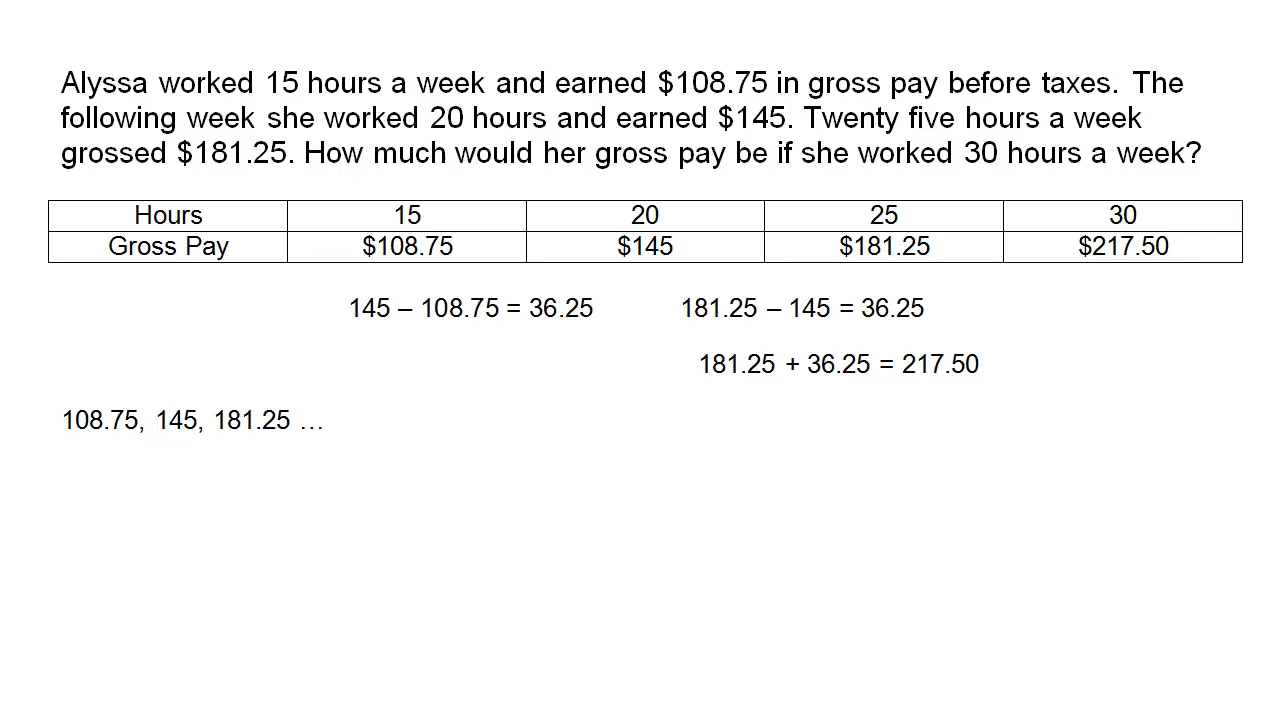 Alyssa worked 15 hours a week and earned $108.75 in gross pay before taxes. The
following week she worked 20 hours and earned $145. Twenty five hours a week
grossed $181.25. How much would her gross pay be if she worked 30 hours a week?
Hours 15 20 25 30
Gross Pay $108.75 $145 $181.25 $217.50
145 – 108.75 = 36.25 181.25 – 145 = 36.25
181.25 + 36.25 = 217.50
108.75, 145, 181.25 …